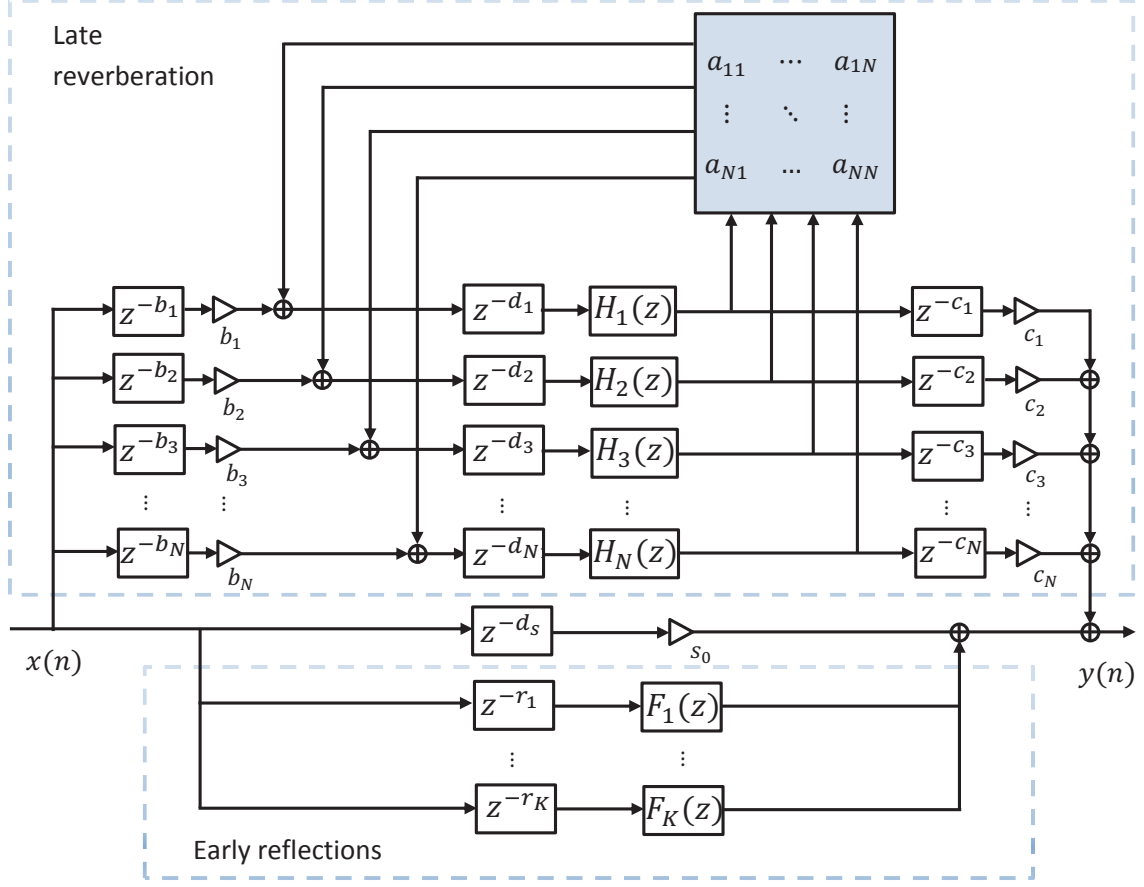 Late
reverberation
a₁₁ ⋯ a₁N
⋮ ⋱ ⋮
aN₁ … aNN
z^−b₁ b₁ z^−d₁ H₁(z) z^−c₁ c₁
z^−b₂ b₂ z^−d₂ H₂(z) z^−c₂ c₂
z^−b₃ b₃ z^−d₃ H₃(z) z^−c₃ c₃
⋮ ⋮ ⋮ ⋮ ⋮ ⋮
z^−bN bN z^−dN HN(z) z^−cN cN
x(n) z^−dₛ s₀ y(n)
z^−r₁ F₁(z)
⋮ ⋮
z^−rK FK(z)
Early reflections